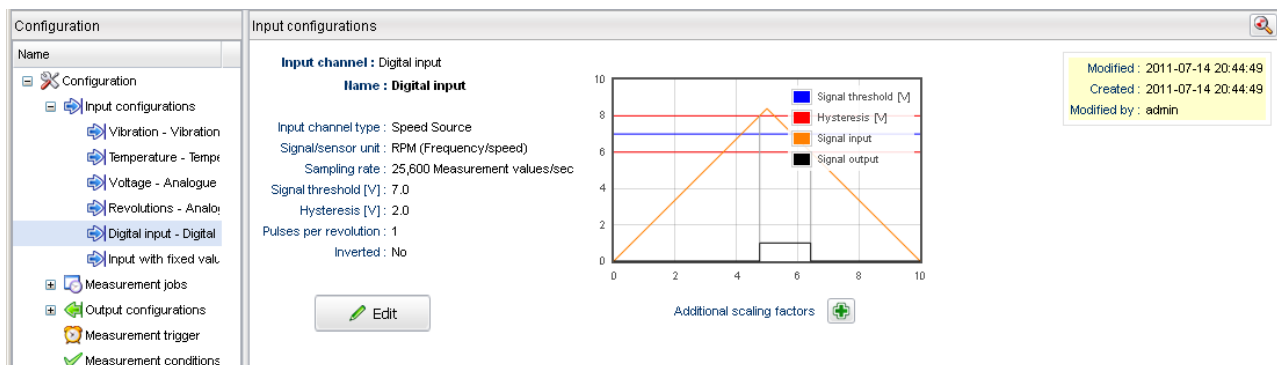 Configuration
Name
Configuration
Input configurations
Vibration - Vibration
Temperature - Tempe
Voltage - Analogue
Revolutions - Analo
Digital input - Digital
Input with fixed valu
Measurement jobs
Output configurations
Measurement trigger
Measurement conditions
Input configurations
Input channel : Digital input
Name : Digital input
Input channel type : Speed Source
Signal/sensor unit : RPM (Frequency/speed)
Sampling rate : 25,600 Measurement values/sec
Signal threshold [V] : 7.0
Hysteresis [V] : 2.0
Pulses per revolution : 1
Inverted : No
Edit
10
8
6
4
2
0
0 2 4 6 8 10
Signal threshold [V]
Hysteresis [V]
Signal input
Signal output
Additional scaling factors
Modified : 2011-07-14 20:44:49
Created : 2011-07-14 20:44:49
Modified by : admin